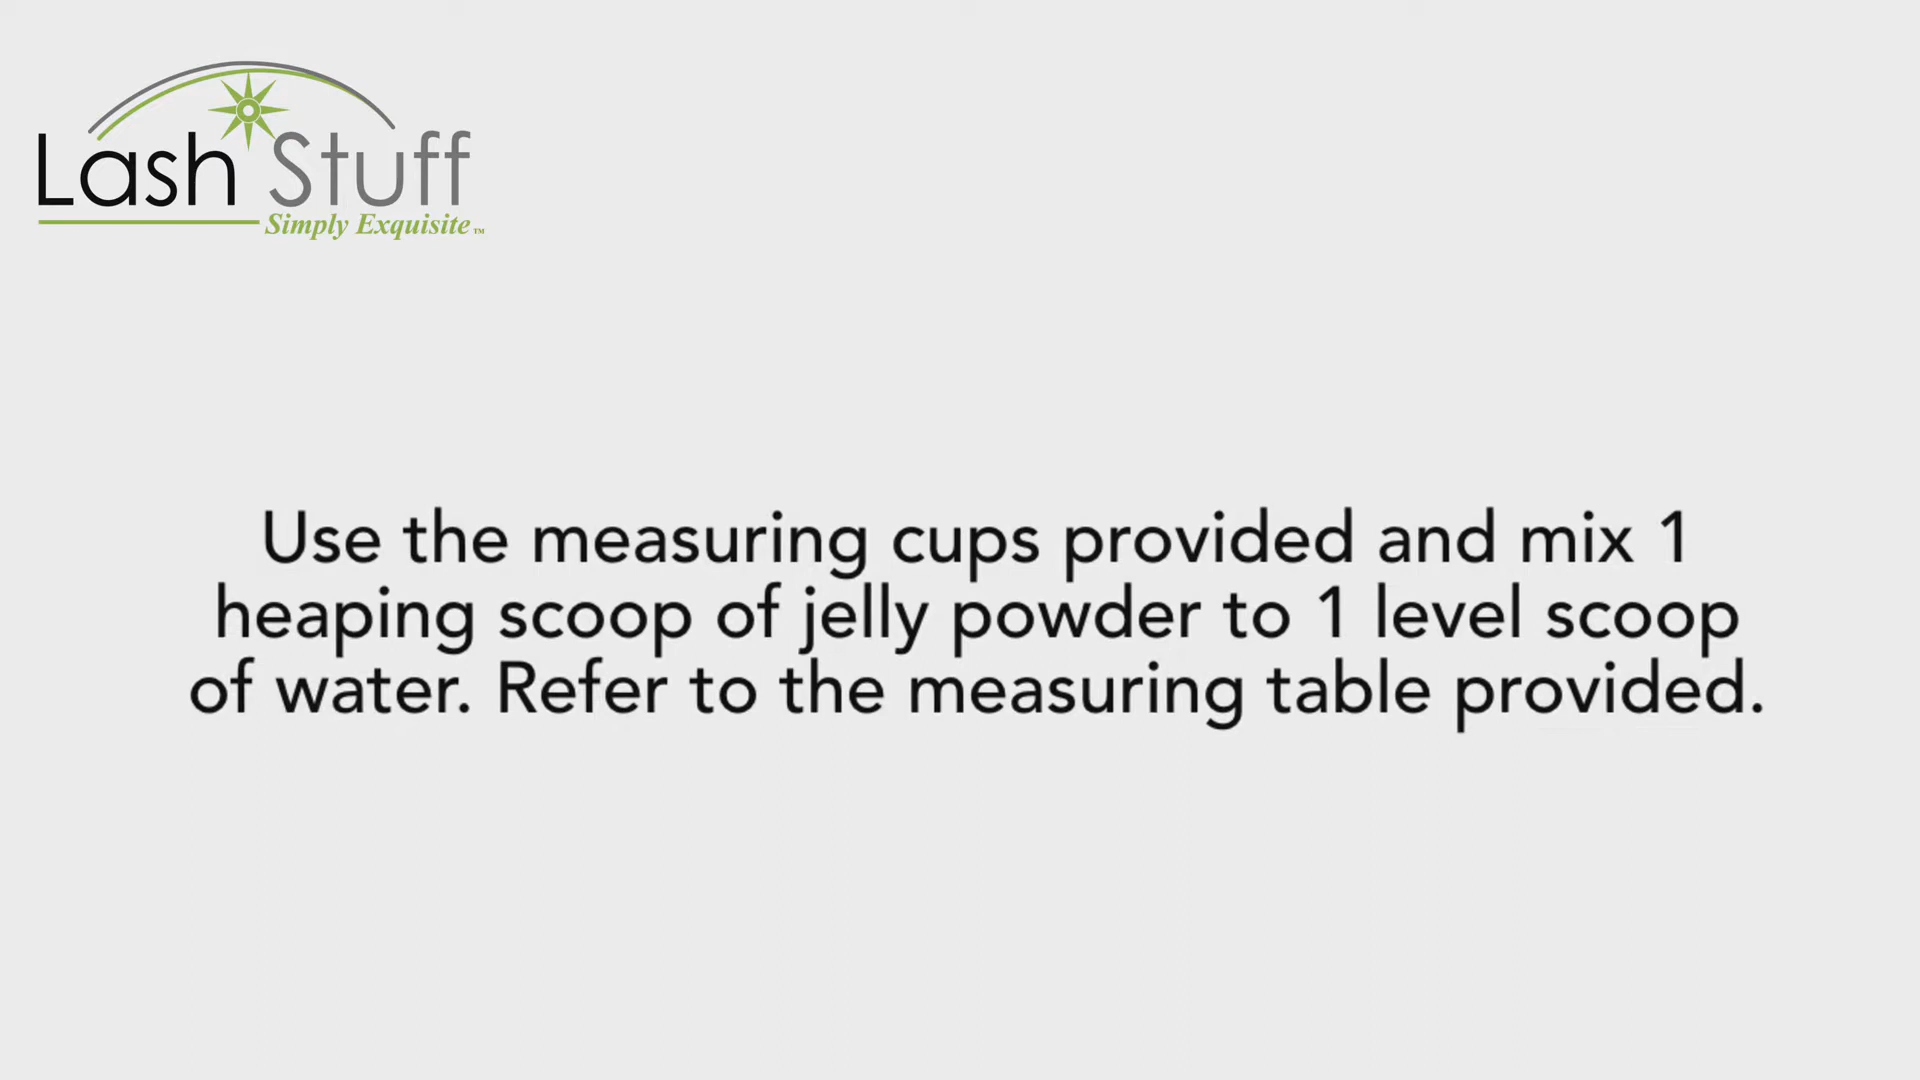 Lash Stuff
Simply Exquisite™
Use the measuring cups provided and mix 1
heaping scoop of jelly powder to 1 level scoop
of water. Refer to the measuring table provided.